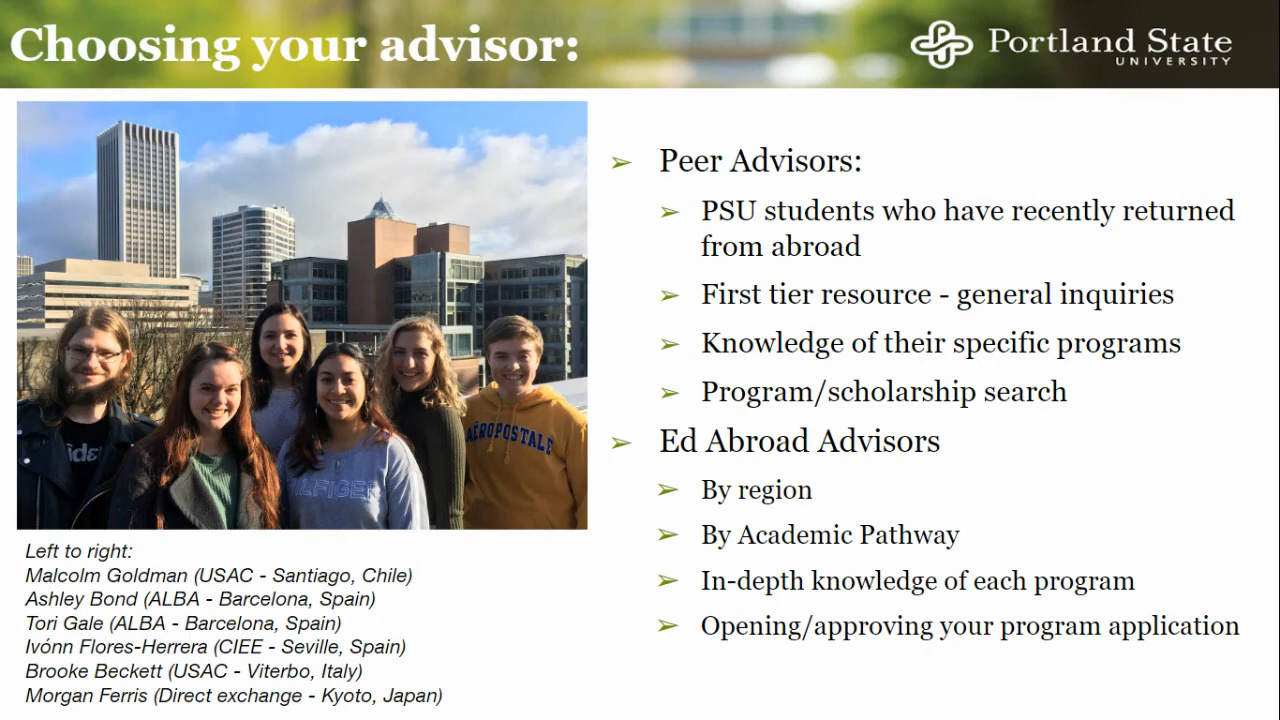 Choosing your advisor:
Portland State
UNIVERSITY
➢ Peer Advisors:
➢ PSU students who have recently returned
from abroad
➢ First tier resource - general inquiries
➢ Knowledge of their specific programs
➢ Program/scholarship search
➢ Ed Abroad Advisors
➢ By region
➢ By Academic Pathway
➢ In-depth knowledge of each program
➢ Opening/approving your program application
AÉROPOSTALE
Left to right:
Malcolm Goldman (USAC - Santiago, Chile)
Ashley Bond (ALBA - Barcelona, Spain)
Tori Gale (ALBA - Barcelona, Spain)
Ivónn Flores-Herrera (CIEE - Seville, Spain)
Brooke Beckett (USAC - Viterbo, Italy)
Morgan Ferris (Direct exchange - Kyoto, Japan)